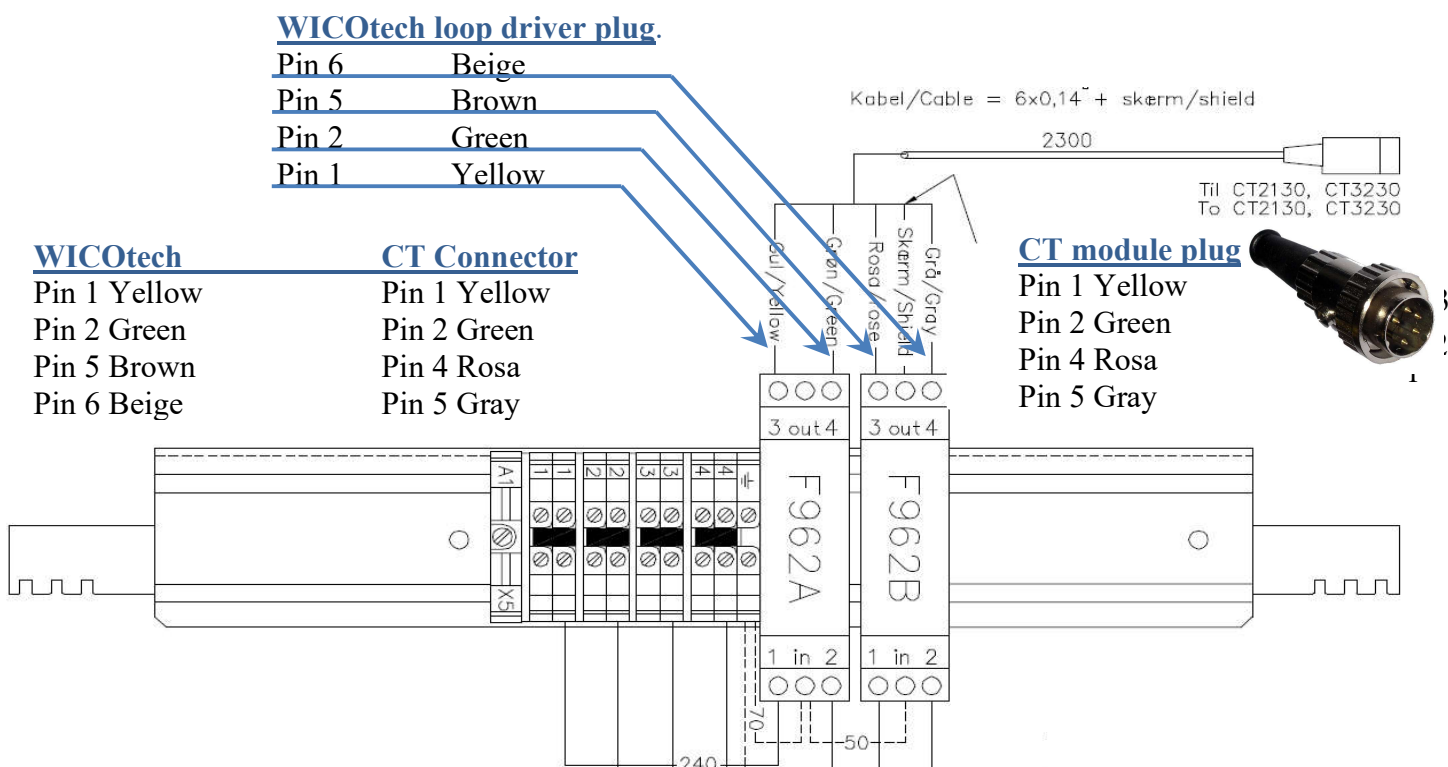 WICOtech loop driver plug.
Pin 6 Beige
Pin 5 Brown
Pin 2 Green
Pin 1 Yellow
Kabel/Cable = 6x0,14 + skærm/shield
2300
Til CT2130, CT3230
To CT2130, CT3230
WICOtech CT Connector
Pin 1 Yellow Pin 1 Yellow
Pin 2 Green Pin 2 Green
Pin 5 Brown Pin 4 Rosa
Pin 6 Beige Pin 5 Gray
Gul/Yellow
Grøn/Green
Rosa/rose
Skærm/Shield
Grå/Gray
CT module plug
Pin 1 Yellow
Pin 2 Green
Pin 4 Rosa
Pin 5 Gray
3
2
1
3 out 4
3 out 4
A1
1 1 2 2 3 3 4 4
X5
F962A
F962B
1 in 2
1 in 2
70
50
240